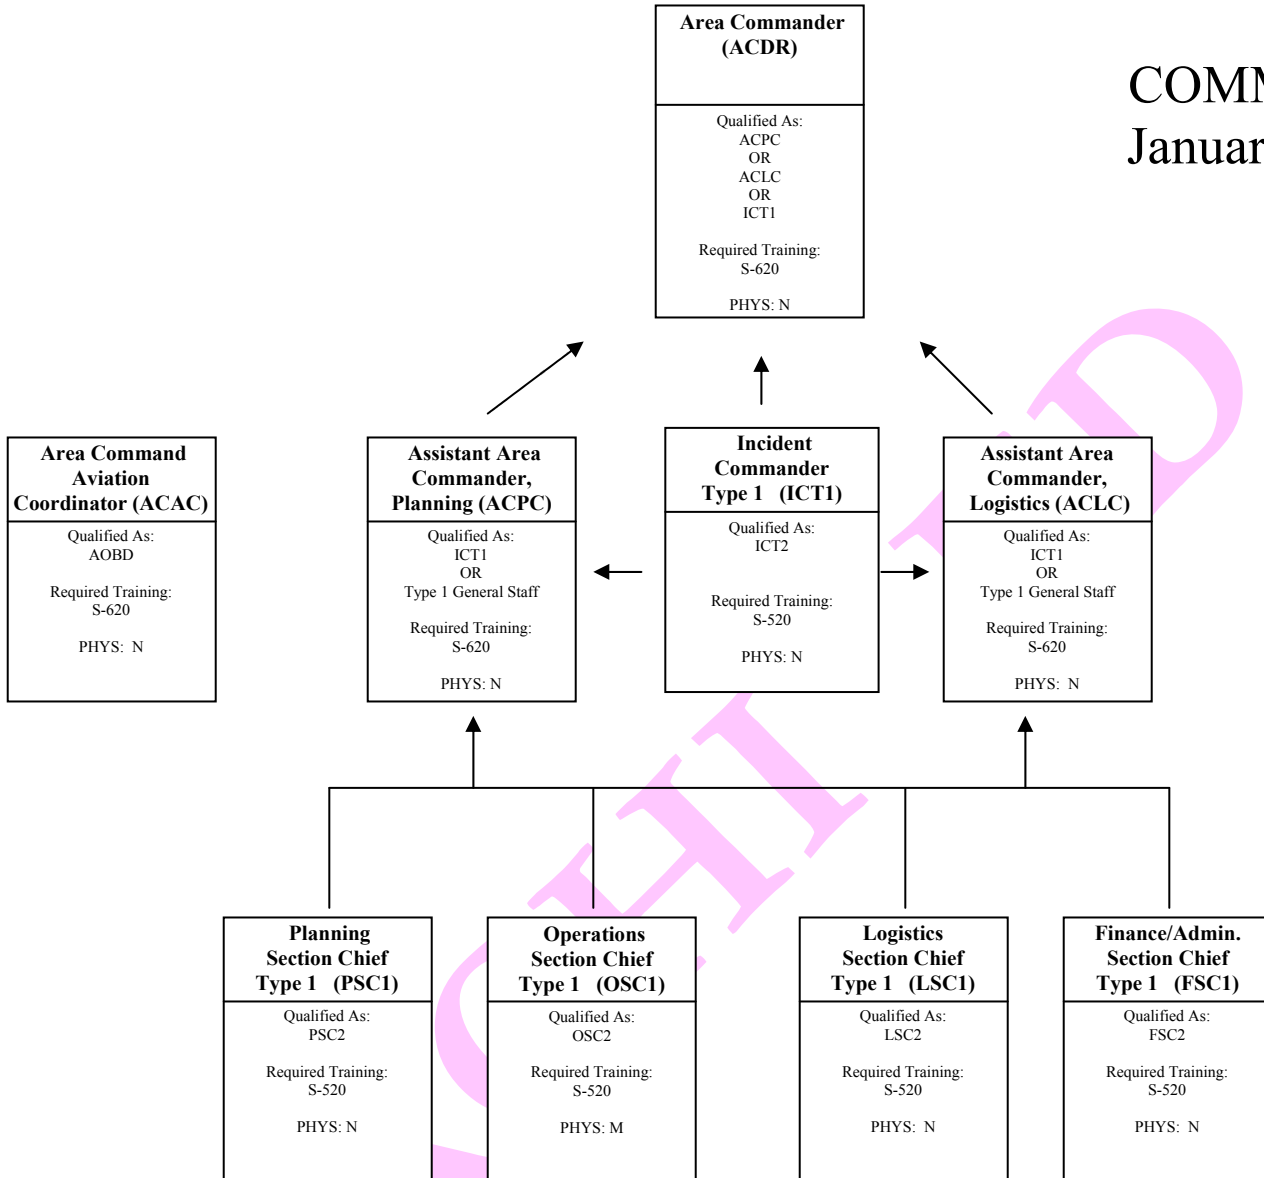 Area Commander
(ACDR)
Qualified As:
ACPC
OR
ACLC
OR
ICT1
Required Training:
S-620
PHYS: N
Area Command
Aviation
Coordinator (ACAC)
Qualified As:
AOBD
Required Training:
S-620
PHYS: N
Assistant Area
Commander,
Planning (ACPC)
Qualified As:
ICT1
OR
Type 1 General Staff
Required Training:
S-620
PHYS: N
Incident
Commander
Type 1 (ICT1)
Qualified As:
ICT2
Required Training:
S-520
PHYS: N
Assistant Area
Commander,
Logistics (ACLC)
Qualified As:
ICT1
OR
Type 1 General Staff
Required Training:
S-620
PHYS: N
Planning
Section Chief
Type 1 (PSC1)
Qualified As:
PSC2
Required Training:
S-520
PHYS: N
Operations
Section Chief
Type 1 (OSC1)
Qualified As:
OSC2
Required Training:
S-520
PHYS: M
Logistics
Section Chief
Type 1 (LSC1)
Qualified As:
LSC2
Required Training:
S-520
PHYS: N
Finance/Admin.
Section Chief
Type 1 (FSC1)
Qualified As:
FSC2
Required Training:
S-520
PHYS: N